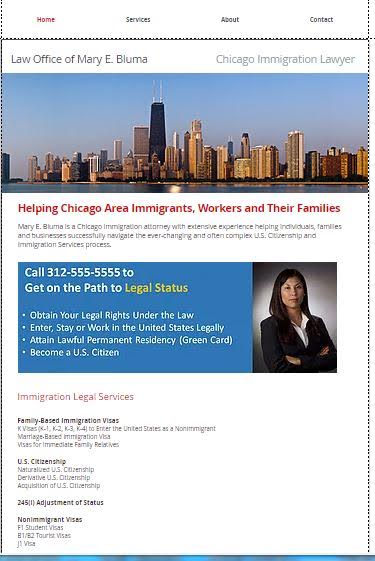 Home Services About Contact
Law Office of Mary E. Bluma Chicago Immigration Lawyer
Helping Chicago Area Immigrants, Workers and Their Families
Mary E. Bluma is a Chicago immigration attorney with extensive experience helping individuals, families
and businesses successfully navigate the ever-changing and often complex U.S. Citizenship and
Immigration Services process.
Call 312-555-5555 to
Get on the Path to Legal Status
• Obtain Your Legal Rights Under the Law
• Enter, Stay or Work in the United States Legally
• Attain Lawful Permanent Residency (Green Card)
• Become a U.S. Citizen
Immigration Legal Services
Family-Based Immigration Visas
K Visas (K-1, K-2, K-3, K-4) to Enter the United States as a Nonimmigrant
Marriage-Based Immigration Visa
Visas for Immediate Family Relatives
U.S. Citizenship
Naturalized U.S. Citizenship
Derivative U.S. Citizenship
Acquisition of U.S. Citizenship
245(i) Adjustment of Status
Nonimmigrant Visas
F1 Student Visas
B1/B2 Tourist Visas
J1 Visa